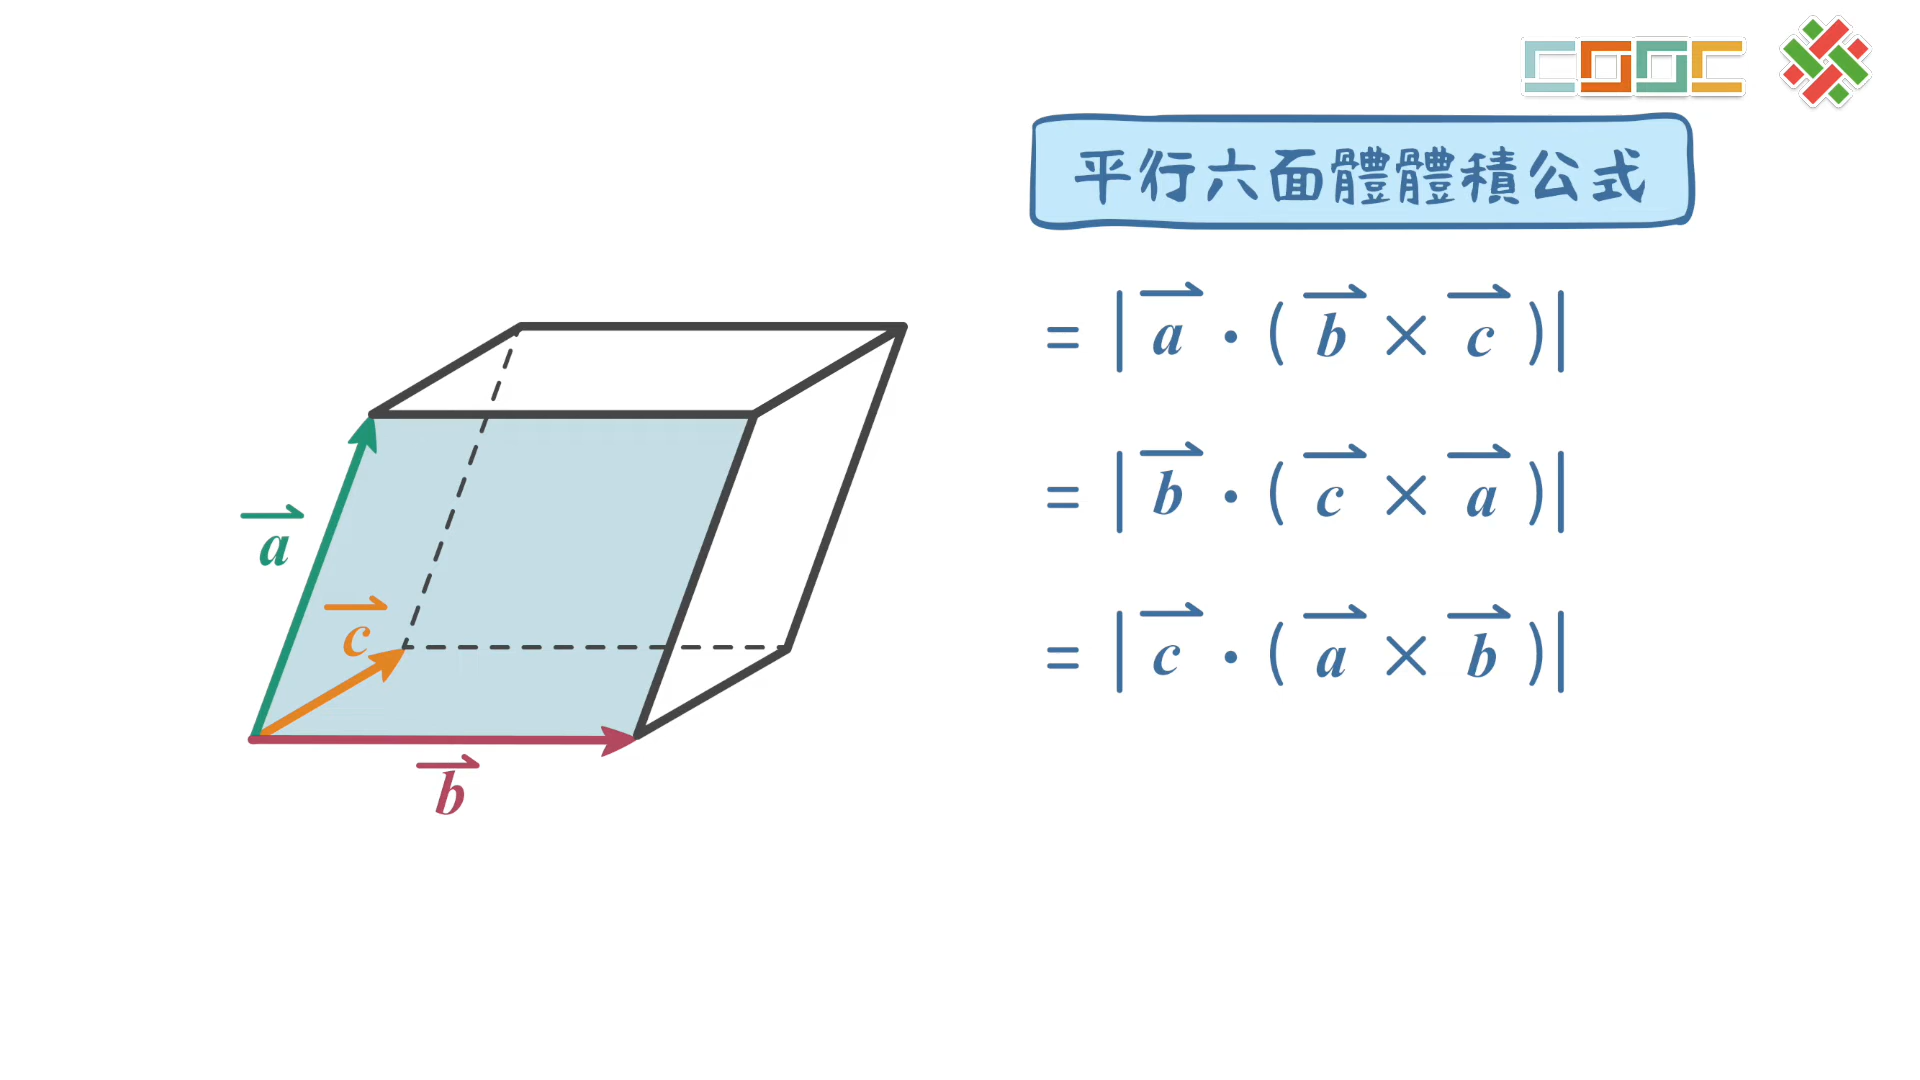 平行六面體體積公式
= | a⃗ · ( b⃗ × c⃗ ) |
= | b⃗ · ( c⃗ × a⃗ ) |
= | c⃗ · ( a⃗ × b⃗ ) |
a⃗
c⃗
b⃗